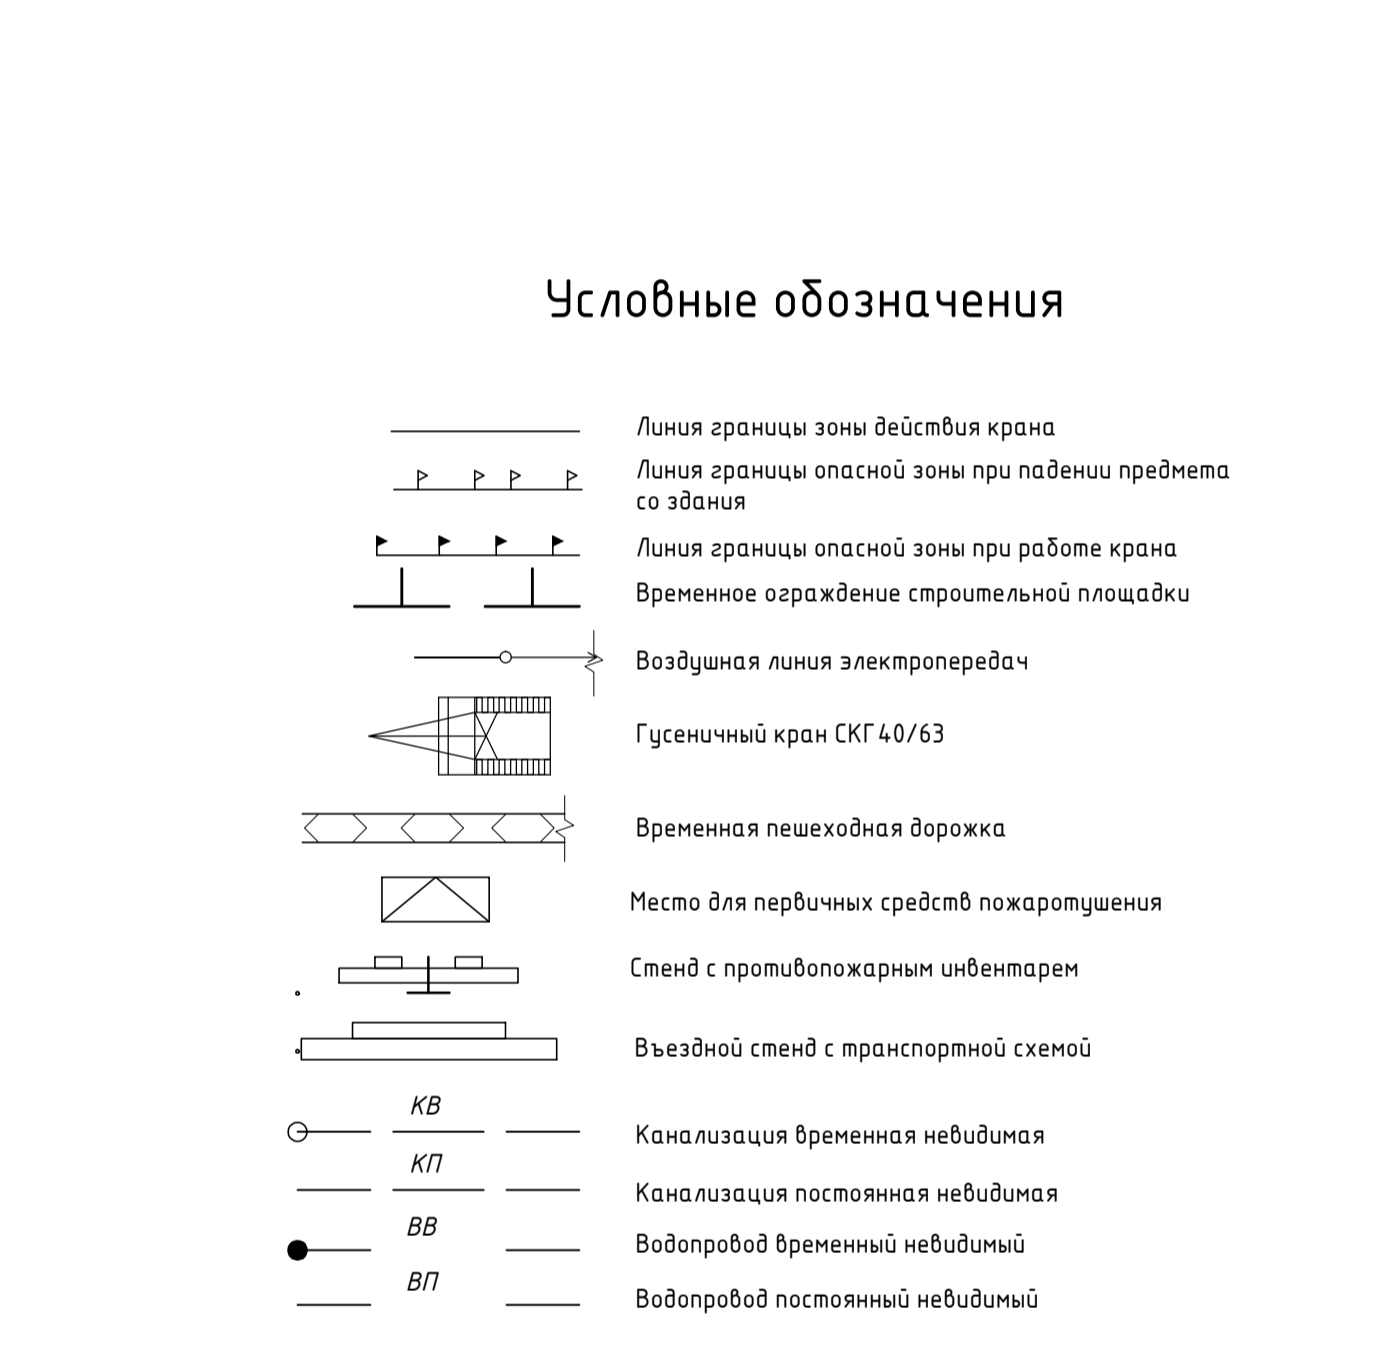 Условные обозначения
Линия границы зоны действия крана
Линия границы опасной зоны при падении предмета
со здания
Линия границы опасной зоны при работе крана
Временное ограждение строительной площадки
Воздушная линия электропередач
Гусеничный кран СКГ 40/63
Временная пешеходная дорожка
Место для первичных средств пожаротушения
Стенд с противопожарным инвентарем
Въездной стенд с транспортной схемой
КВ
Канализация временная невидимая
КП
Канализация постоянная невидимая
ВВ
Водопровод временный невидимый
ВП
Водопровод постоянный невидимый